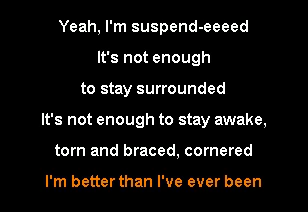 Yeah, I'm suspend-eeeed
It's not enough
to stay surrounded
It's not enough to stay awake,
torn and braced, cornered
I'm better than I've ever been